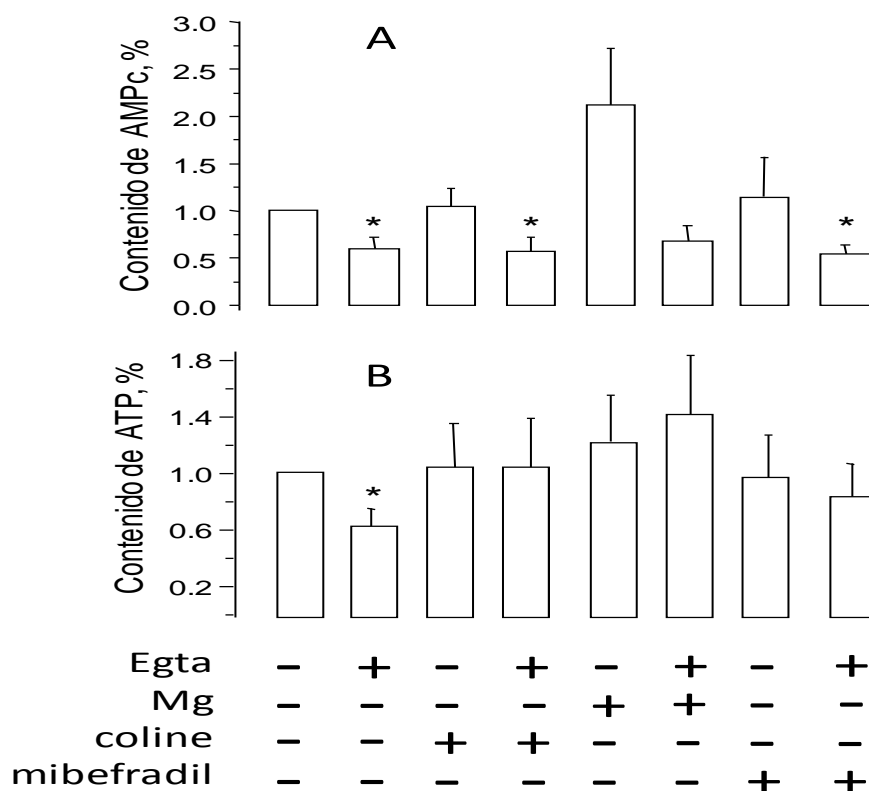 A
Contenido de AMPc, %
3.0
2.5
2.0
1.5
1.0
0.5
0.0
* * *
B
Contenido de ATP, %
1.8
1.4
1.0
0.6
0.2
*
Egta − + − + − + − +
Mg − − − − + + − −
coline − − + + − − − −
mibefradil − − − − − − + +